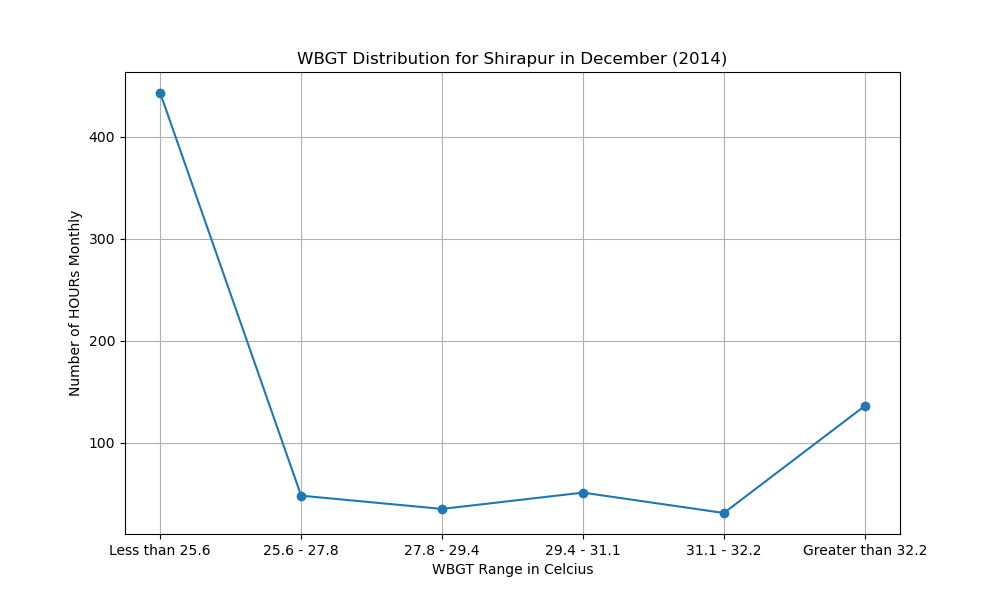 WBGT Distribution for Shirapur in December (2014)
Number of HOURs Monthly
400
300
200
100
Less than 25.6
25.6 - 27.8
27.8 - 29.4
29.4 - 31.1
31.1 - 32.2
Greater than 32.2
WBGT Range in Celcius